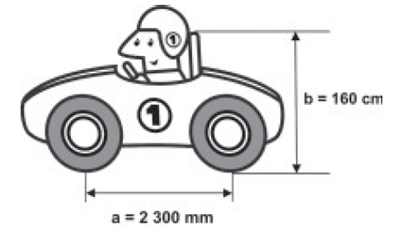 1
b = 160 cm
1
a = 2 300 mm